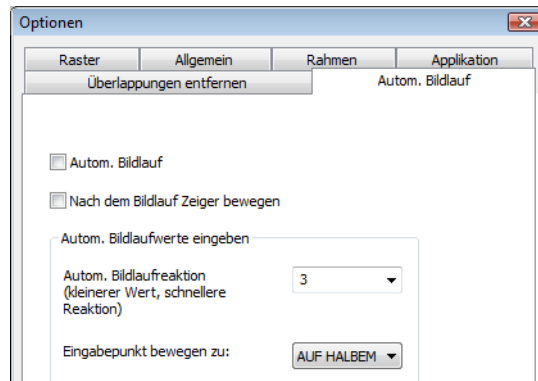 Optionen
Raster
Allgemein
Rahmen
Applikation
Überlappungen entfernen
Autom. Bildlauf
Autom. Bildlauf
Nach dem Bildlauf Zeiger bewegen
Autom. Bildlaufwerte eingeben
Autom. Bildlaufreaktion
(kleinerer Wert, schnellere
Reaktion)
3
Eingabepunkt bewegen zu:
AUF HALBEM